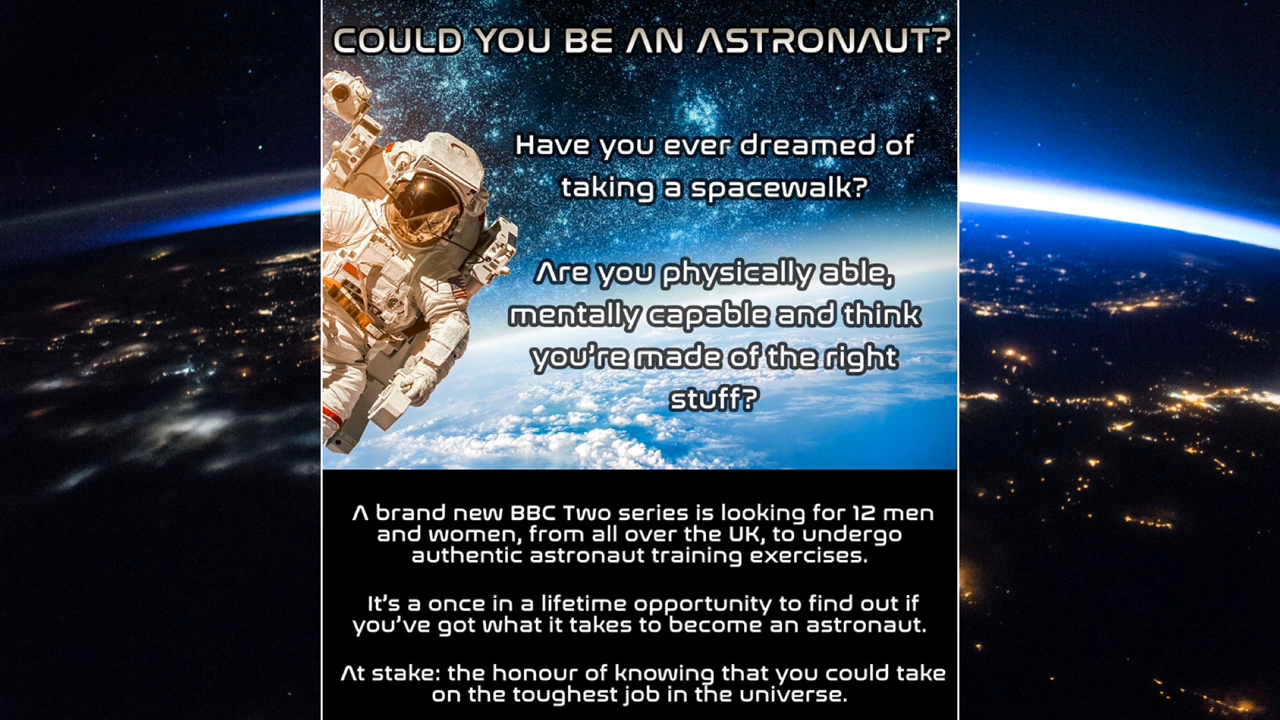 COULD YOU BE AN ASTRONAUT?
Have you ever dreamed of
taking a spacewalk?
Are you physically able,
mentally capable and think
you're made of the right
stuff?
A brand new BBC Two series is looking for 12 men
and women, from all over the UK, to undergo
authentic astronaut training exercises.
It's a once in a lifetime opportunity to find out if
you've got what it takes to become an astronaut.
At stake: the honour of knowing that you could take
on the toughest job in the universe.